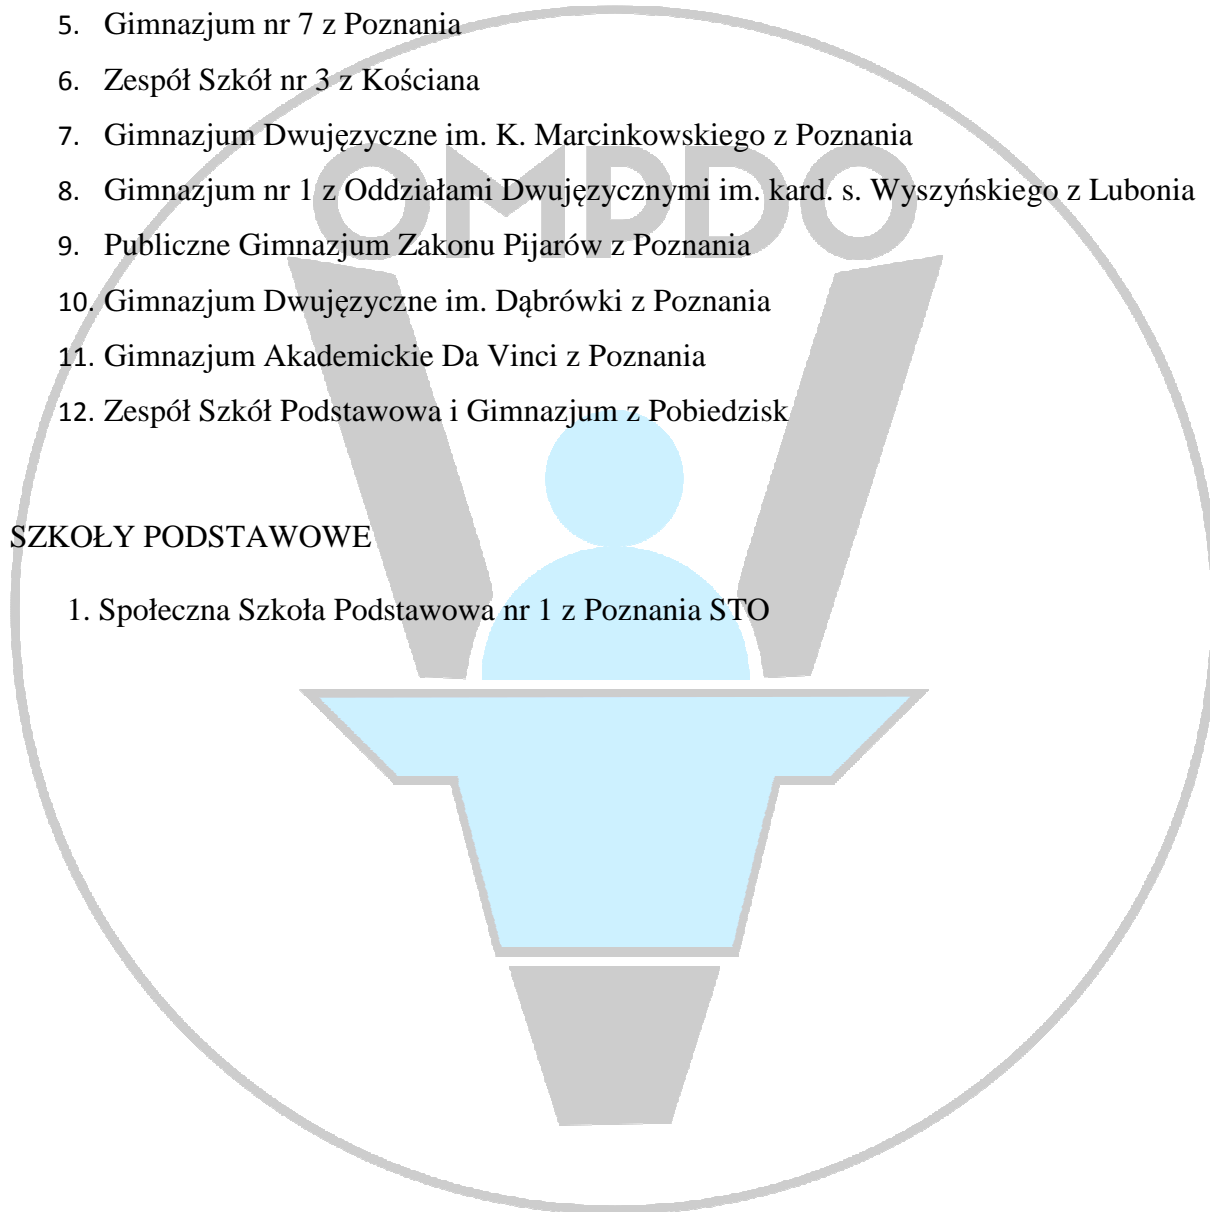 5. Gimnazjum nr 7 z Poznania
6. Zespół Szkół nr 3 z Kościana
7. Gimnazjum Dwujęzyczne im. K. Marcinkowskiego z Poznania
OMPDO
8. Gimnazjum nr 1 z Oddziałami Dwujęzycznymi im. kard. s. Wyszyńskiego z Lubonia
9. Publiczne Gimnazjum Zakonu Pijarów z Poznania
10. Gimnazjum Dwujęzyczne im. Dąbrówki z Poznania
11. Gimnazjum Akademickie Da Vinci z Poznania
12. Zespół Szkół Podstawowa i Gimnazjum z Pobiedzisk
SZKOŁY PODSTAWOWE
1. Społeczna Szkoła Podstawowa nr 1 z Poznania STO